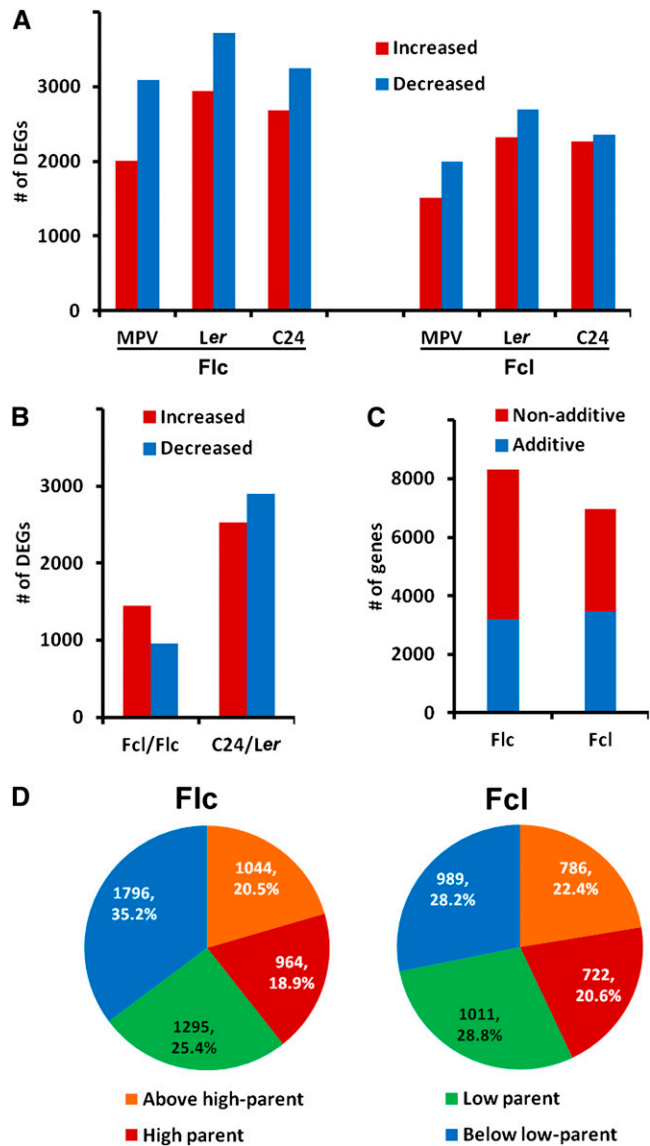 A
Increased
Decreased
# of DEGs
3000
2000
1000
0
MPV Ler C24 MPV Ler C24
Flc Fcl
B
Increased
Decreased
# of DEGs
3000
2000
1000
0
Fcl/Flc C24/Ler
C
Non-additive
Additive
# of genes
8000
6000
4000
2000
0
Flc Fcl
D
Flc
1044,
20.5%
964,
18.9%
1295,
25.4%
1796,
35.2%
Fcl
786,
22.4%
722,
20.6%
1011,
28.8%
989,
28.2%
Above high-parent
High parent
Low parent
Below low-parent